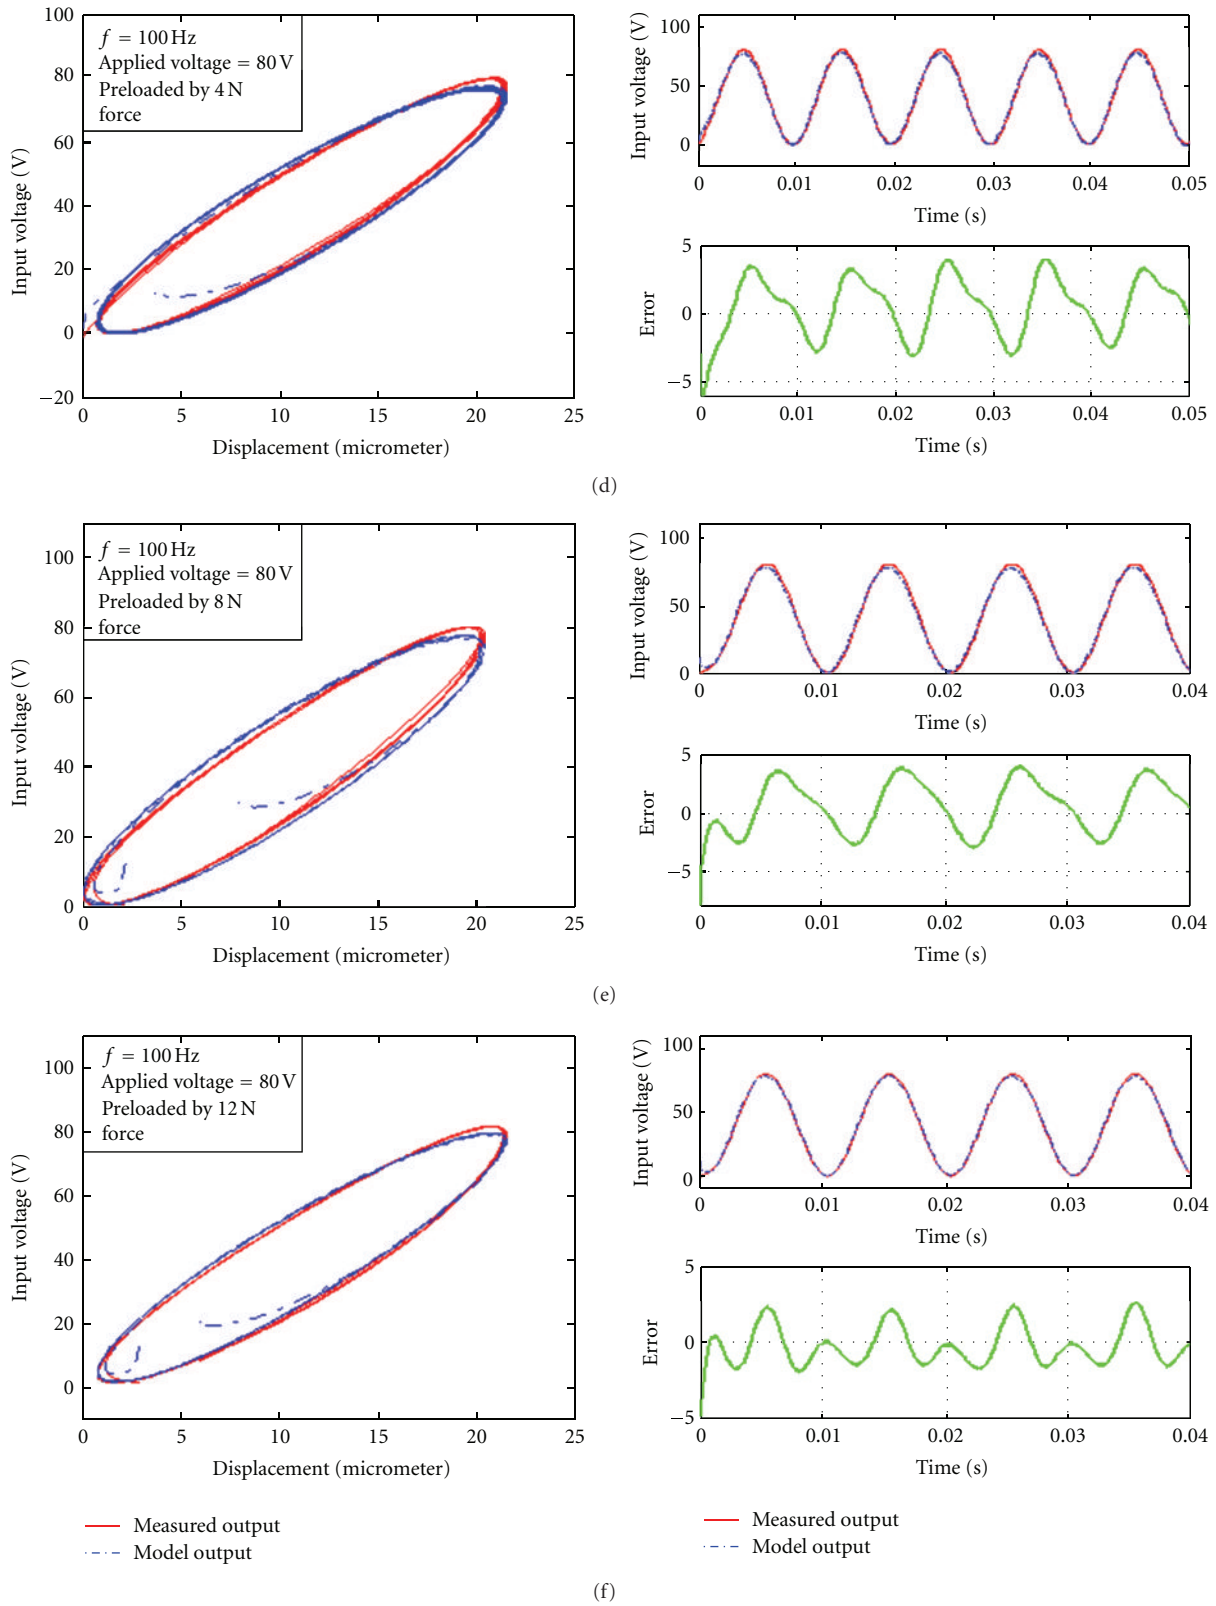 100
80
60
40
20
0
−20
Input voltage (V)
f = 100 Hz
Applied voltage = 80 V
Preloaded by 4 N
force
0 5 10 15 20 25
Displacement (micrometer)
100
50
0
Input voltage (V)
0 0.01 0.02 0.03 0.04 0.05
Time (s)
5
0
−5
Error
0 0.01 0.02 0.03 0.04 0.05
Time (s)
(d)
100
80
60
40
20
0
Input voltage (V)
f = 100 Hz
Applied voltage = 80 V
Preloaded by 8 N
force
0 5 10 15 20 25
Displacement (micrometer)
100
50
0
Input voltage (V)
0 0.01 0.02 0.03 0.04
Time (s)
5
0
−5
Error
0 0.01 0.02 0.03 0.04
Time (s)
(e)
100
80
60
40
20
0
Input voltage (V)
f = 100 Hz
Applied voltage = 80 V
Preloaded by 12 N
force
0 5 10 15 20 25
Displacement (micrometer)
100
50
0
Input voltage (V)
0 0.01 0.02 0.03 0.04
Time (s)
5
0
−5
Error
0 0.01 0.02 0.03 0.04
Time (s)
Measured output
Model output
Measured output
Model output
(f)